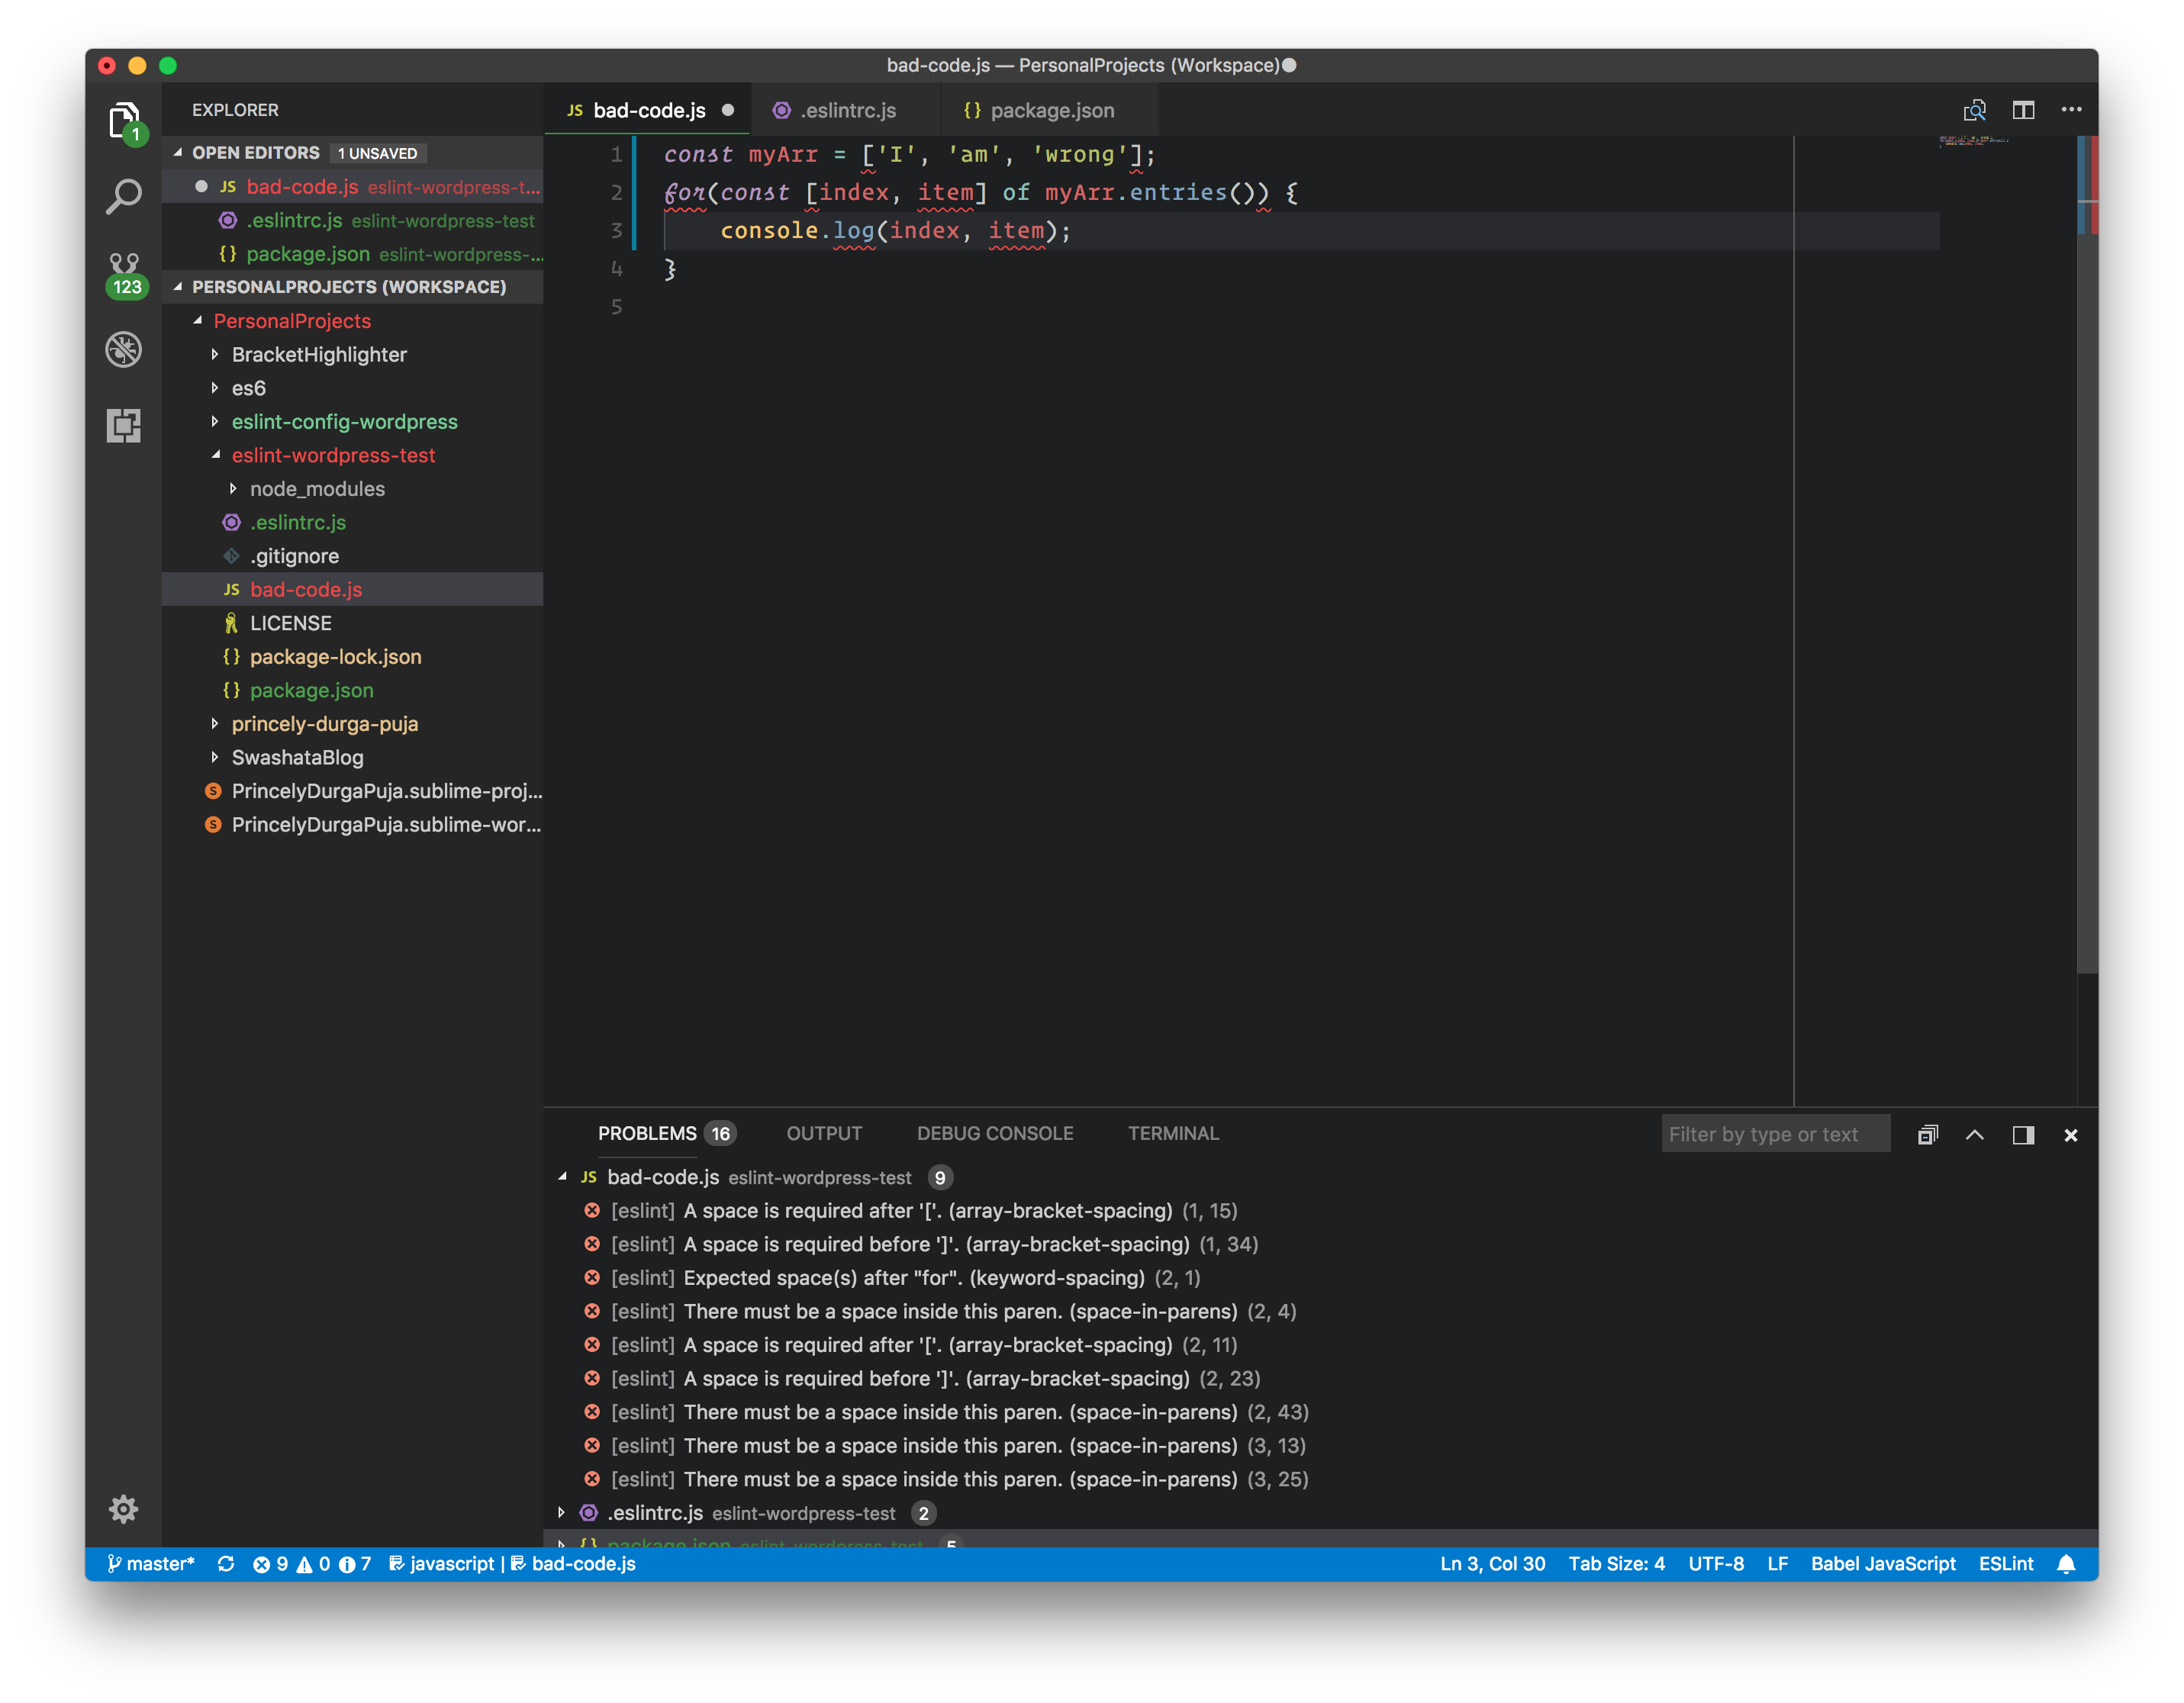 bad-code.js — PersonalProjects (Workspace)
1
123
EXPLORER
OPEN EDITORS 1 UNSAVED
JS bad-code.js eslint-wordpress-t...
.eslintrc.js eslint-wordpress-test
{} package.json eslint-wordpress-...
PERSONALPROJECTS (WORKSPACE)
PersonalProjects
BracketHighlighter
es6
eslint-config-wordpress
eslint-wordpress-test
node_modules
.eslintrc.js
.gitignore
JS bad-code.js
LICENSE
{} package-lock.json
{} package.json
princely-durga-puja
SwashataBlog
S PrincelyDurgaPuja.sublime-proj...
S PrincelyDurgaPuja.sublime-wor...
JS bad-code.js .eslintrc.js {} package.json
1 const myArr = ['I', 'am', 'wrong'];
2 for(const [index, item] of myArr.entries()) {
3 console.log(index, item);
4 }
5
PROBLEMS 16 OUTPUT DEBUG CONSOLE TERMINAL Filter by type or text
JS bad-code.js eslint-wordpress-test 9
[eslint] A space is required after '['. (array-bracket-spacing) (1, 15)
[eslint] A space is required before ']'. (array-bracket-spacing) (1, 34)
[eslint] Expected space(s) after "for". (keyword-spacing) (2, 1)
[eslint] There must be a space inside this paren. (space-in-parens) (2, 4)
[eslint] A space is required after '['. (array-bracket-spacing) (2, 11)
[eslint] A space is required before ']'. (array-bracket-spacing) (2, 23)
[eslint] There must be a space inside this paren. (space-in-parens) (2, 43)
[eslint] There must be a space inside this paren. (space-in-parens) (3, 13)
[eslint] There must be a space inside this paren. (space-in-parens) (3, 25)
.eslintrc.js eslint-wordpress-test 2
{} package.json eslint-wordpress-test 5
master* 9 0 7 javascript | bad-code.js Ln 3, Col 30 Tab Size: 4 UTF-8 LF Babel JavaScript ESLint